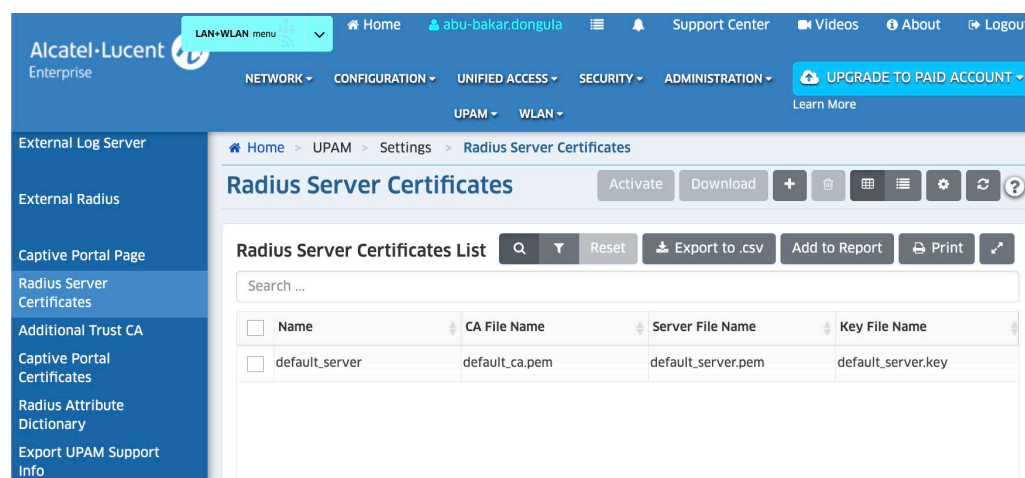 Alcatel·Lucent
Enterprise
LAN+WLAN menu
Home abu-bakar.dongula Support Center Videos About Logout
NETWORK CONFIGURATION UNIFIED ACCESS SECURITY ADMINISTRATION
UPGRADE TO PAID ACCOUNT
Learn More
UPAM WLAN
External Log Server
External Radius
Captive Portal Page
Radius Server
Certificates
Additional Trust CA
Captive Portal
Certificates
Radius Attribute
Dictionary
Export UPAM Support
Info
Home > UPAM > Settings > Radius Server Certificates
Radius Server Certificates
Activate Download + ?
Radius Server Certificates List Reset Export to .csv Add to Report Print
Search ...
Name CA File Name Server File Name Key File Name
default_server default_ca.pem default_server.pem default_server.key